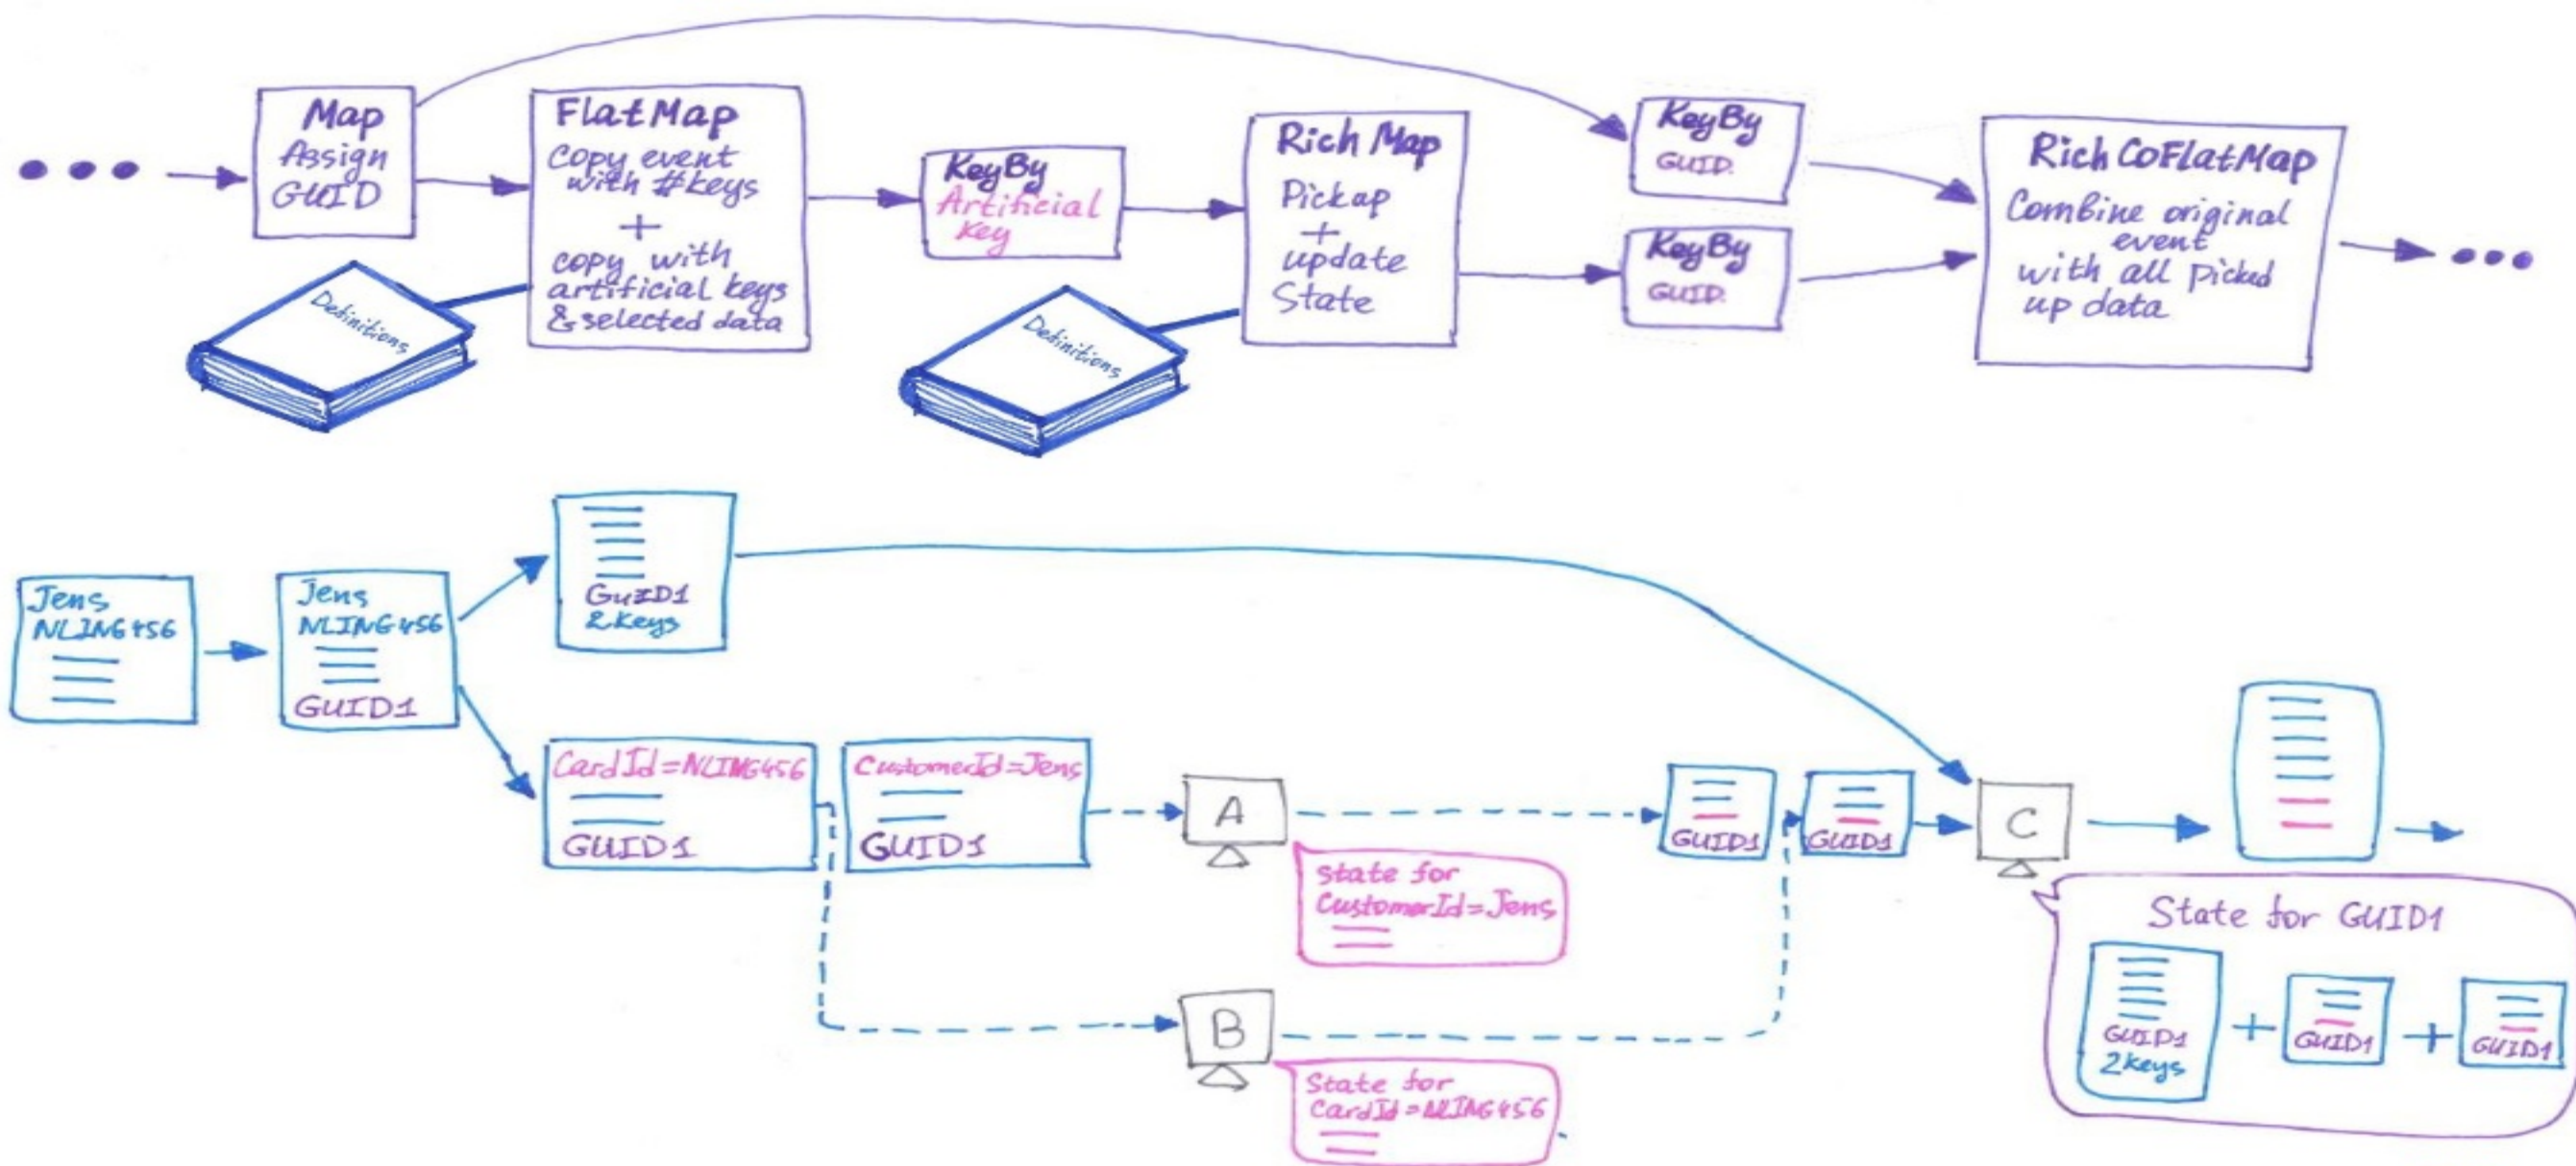 Map
Assign
GUID
FlatMap
Copy event
with #keys
+
copy with
artificial keys
& selected data
Definitions
KeyBy
Artificial
key
Rich Map
Pickup
+
update
State
Definitions
KeyBy
GUID.
KeyBy
GUID.
Rich CoFlatMap
Combine original
event
with all picked
up data
Jens
NLING456
Jens
NLING456
GUID1
GUID1
2keys
CardId=NLING456
GUID1
CustomerId=Jens
GUID1
A
State for
CustomerId=Jens
B
State for
CardId=NLING456
GUID1
GUID1
C
State for GUID1
GUID1
2keys
+
GUID1
+
GUID1